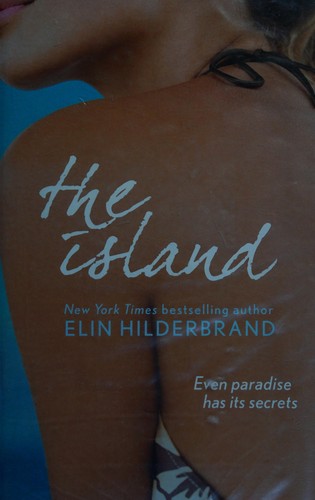 the
island
New York Times bestselling author
ELIN HILDERBRAND
Even paradise
has its secrets